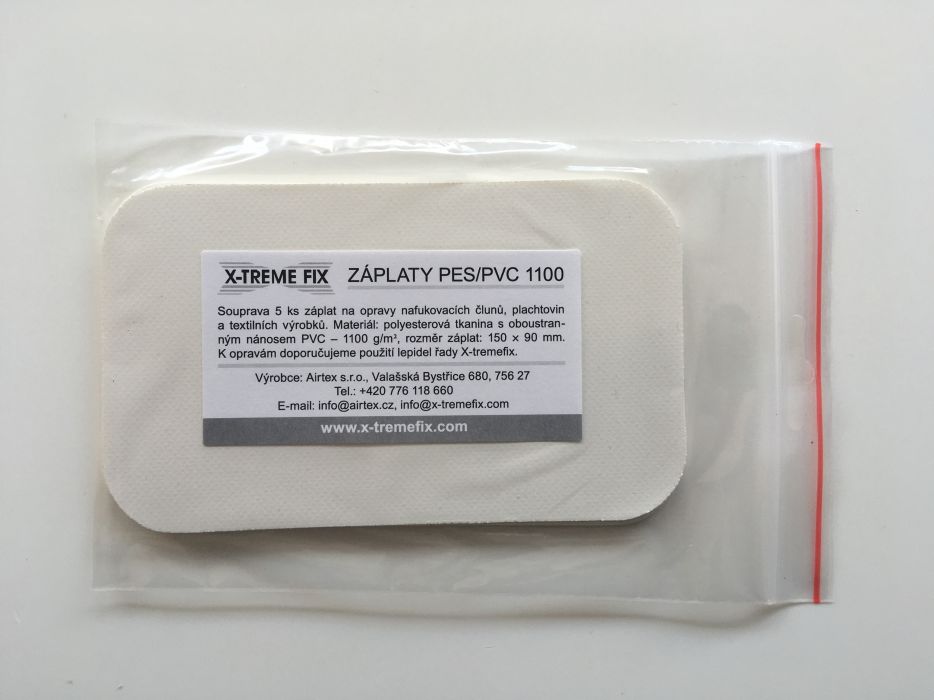 X-TREME FIX ZÁPLATY PES/PVC 1100
Souprava 5 ks záplat na opravy nafukovacích člunů, plachtovin
a textilních výrobků. Materiál: polyesterová tkanina s oboustran-
ným nánosem PVC – 1100 g/m², rozměr záplat: 150 × 90 mm.
K opravám doporučujeme použití lepidel řady X-tremefix.
Výrobce: Airtex s.r.o., Valašská Bystřice 680, 756 27
Tel.: +420 776 118 660
E-mail: info@airtex.cz, info@x-tremefix.com
www.x-tremefix.com